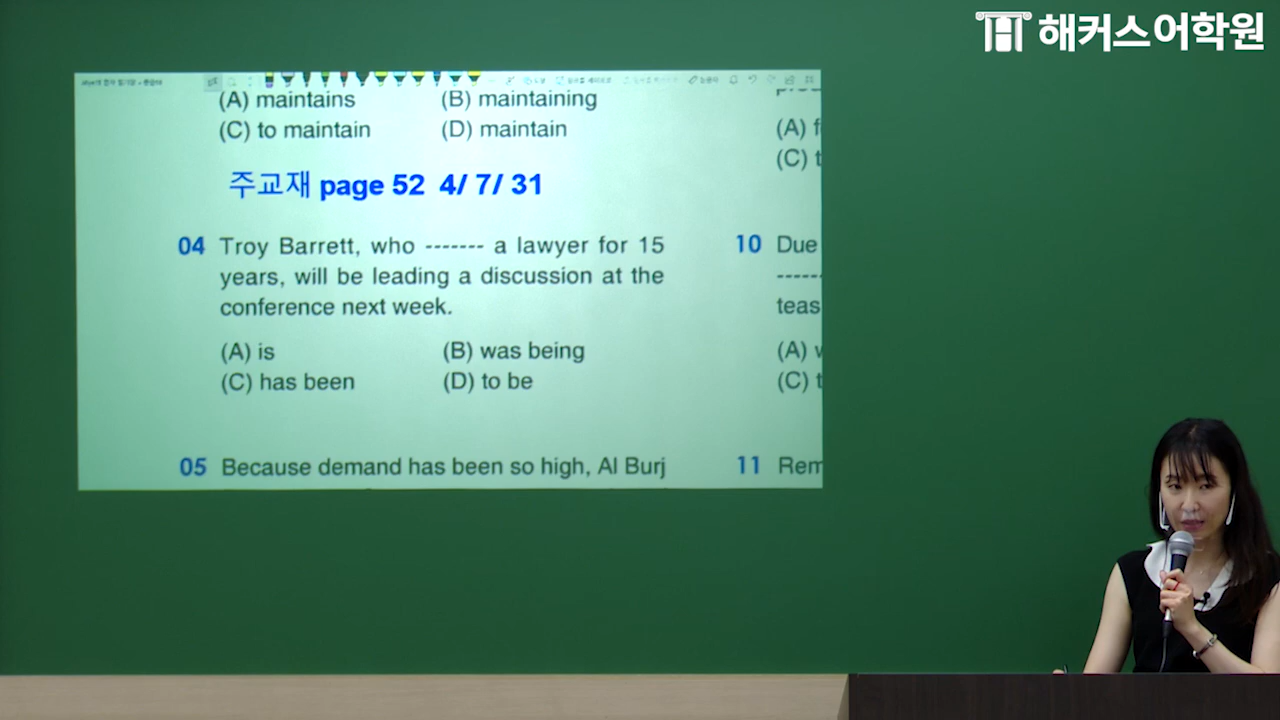 해커스어학원
(A) maintains (B) maintaining
(C) to maintain (D) maintain
주교재 page 52 4/ 7/ 31
04 Troy Barrett, who ------- a lawyer for 15
years, will be leading a discussion at the
conference next week.
(A) is (B) was being
(C) has been (D) to be
05 Because demand has been so high, Al Burj
(A)
(C)
10 Due
------
teas
(A)
(C)
11 Rem